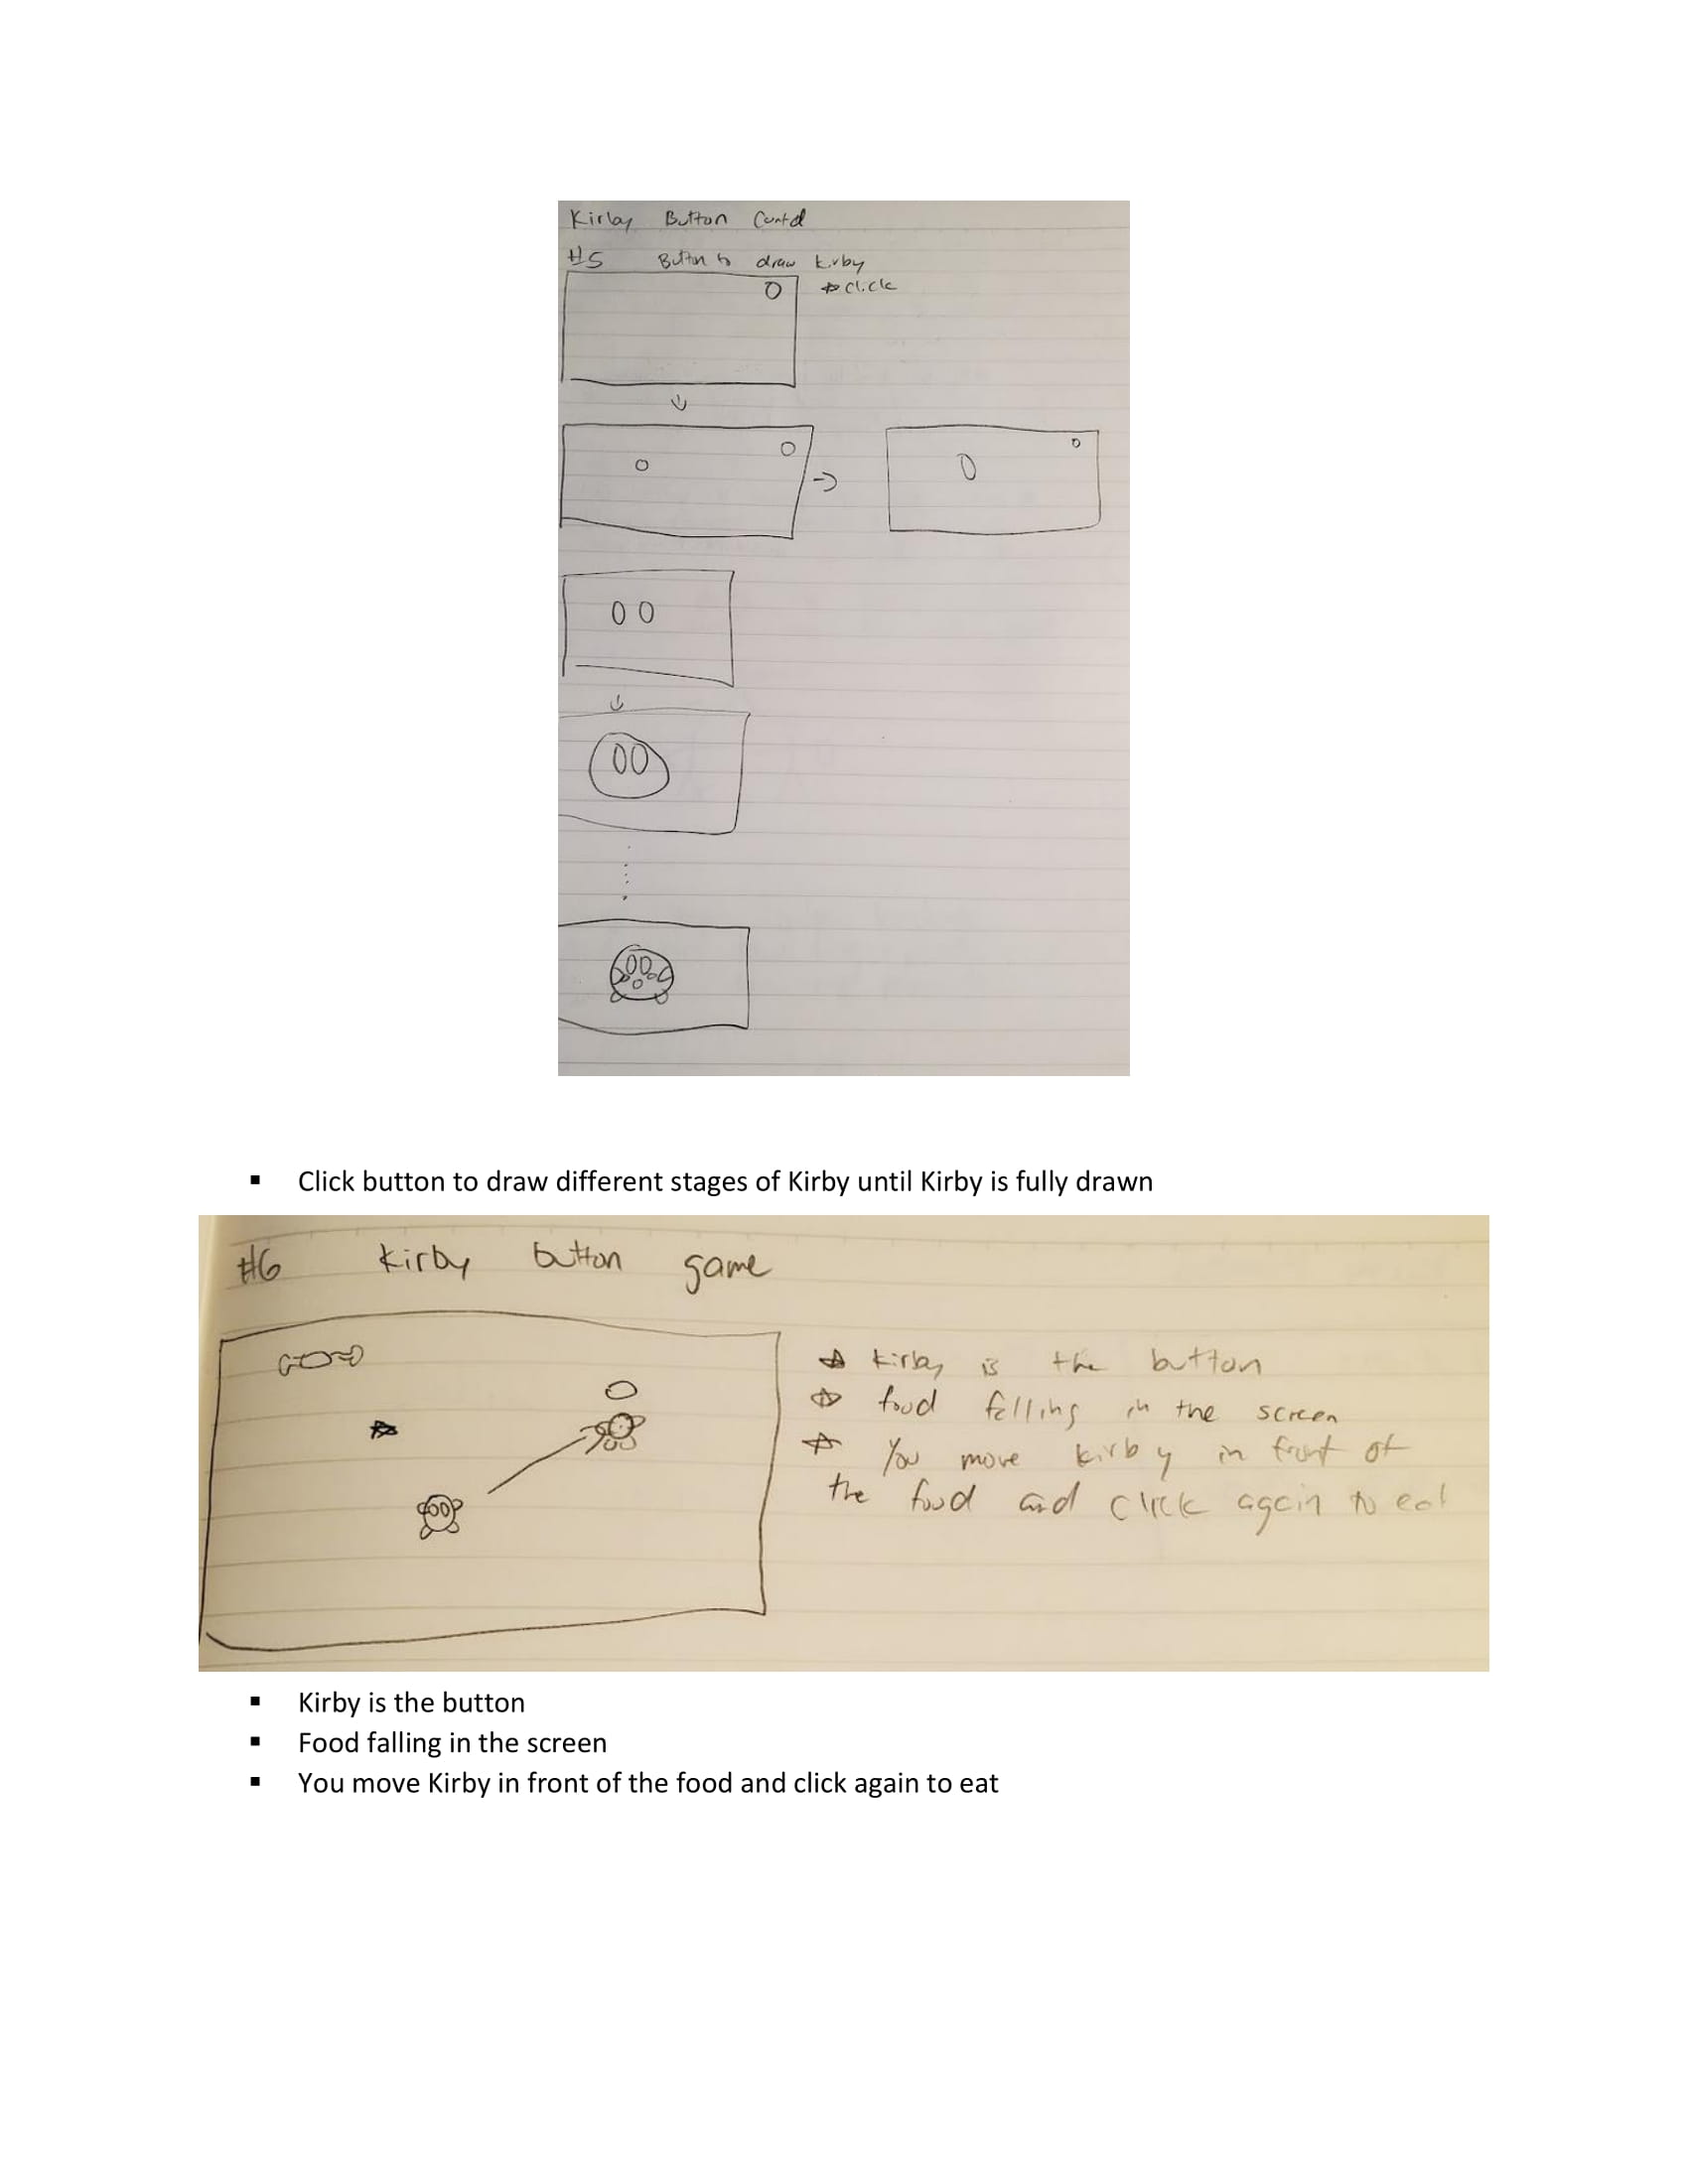 Kirby Button Contd
#5 Button to draw Kirby
click
Click button to draw different stages of Kirby until Kirby is fully drawn
#6 Kirby button game
Kirby is the button
food falling in the screen
You move kirby in front of
the food and click again to eat
Kirby is the button
Food falling in the screen
You move Kirby in front of the food and click again to eat